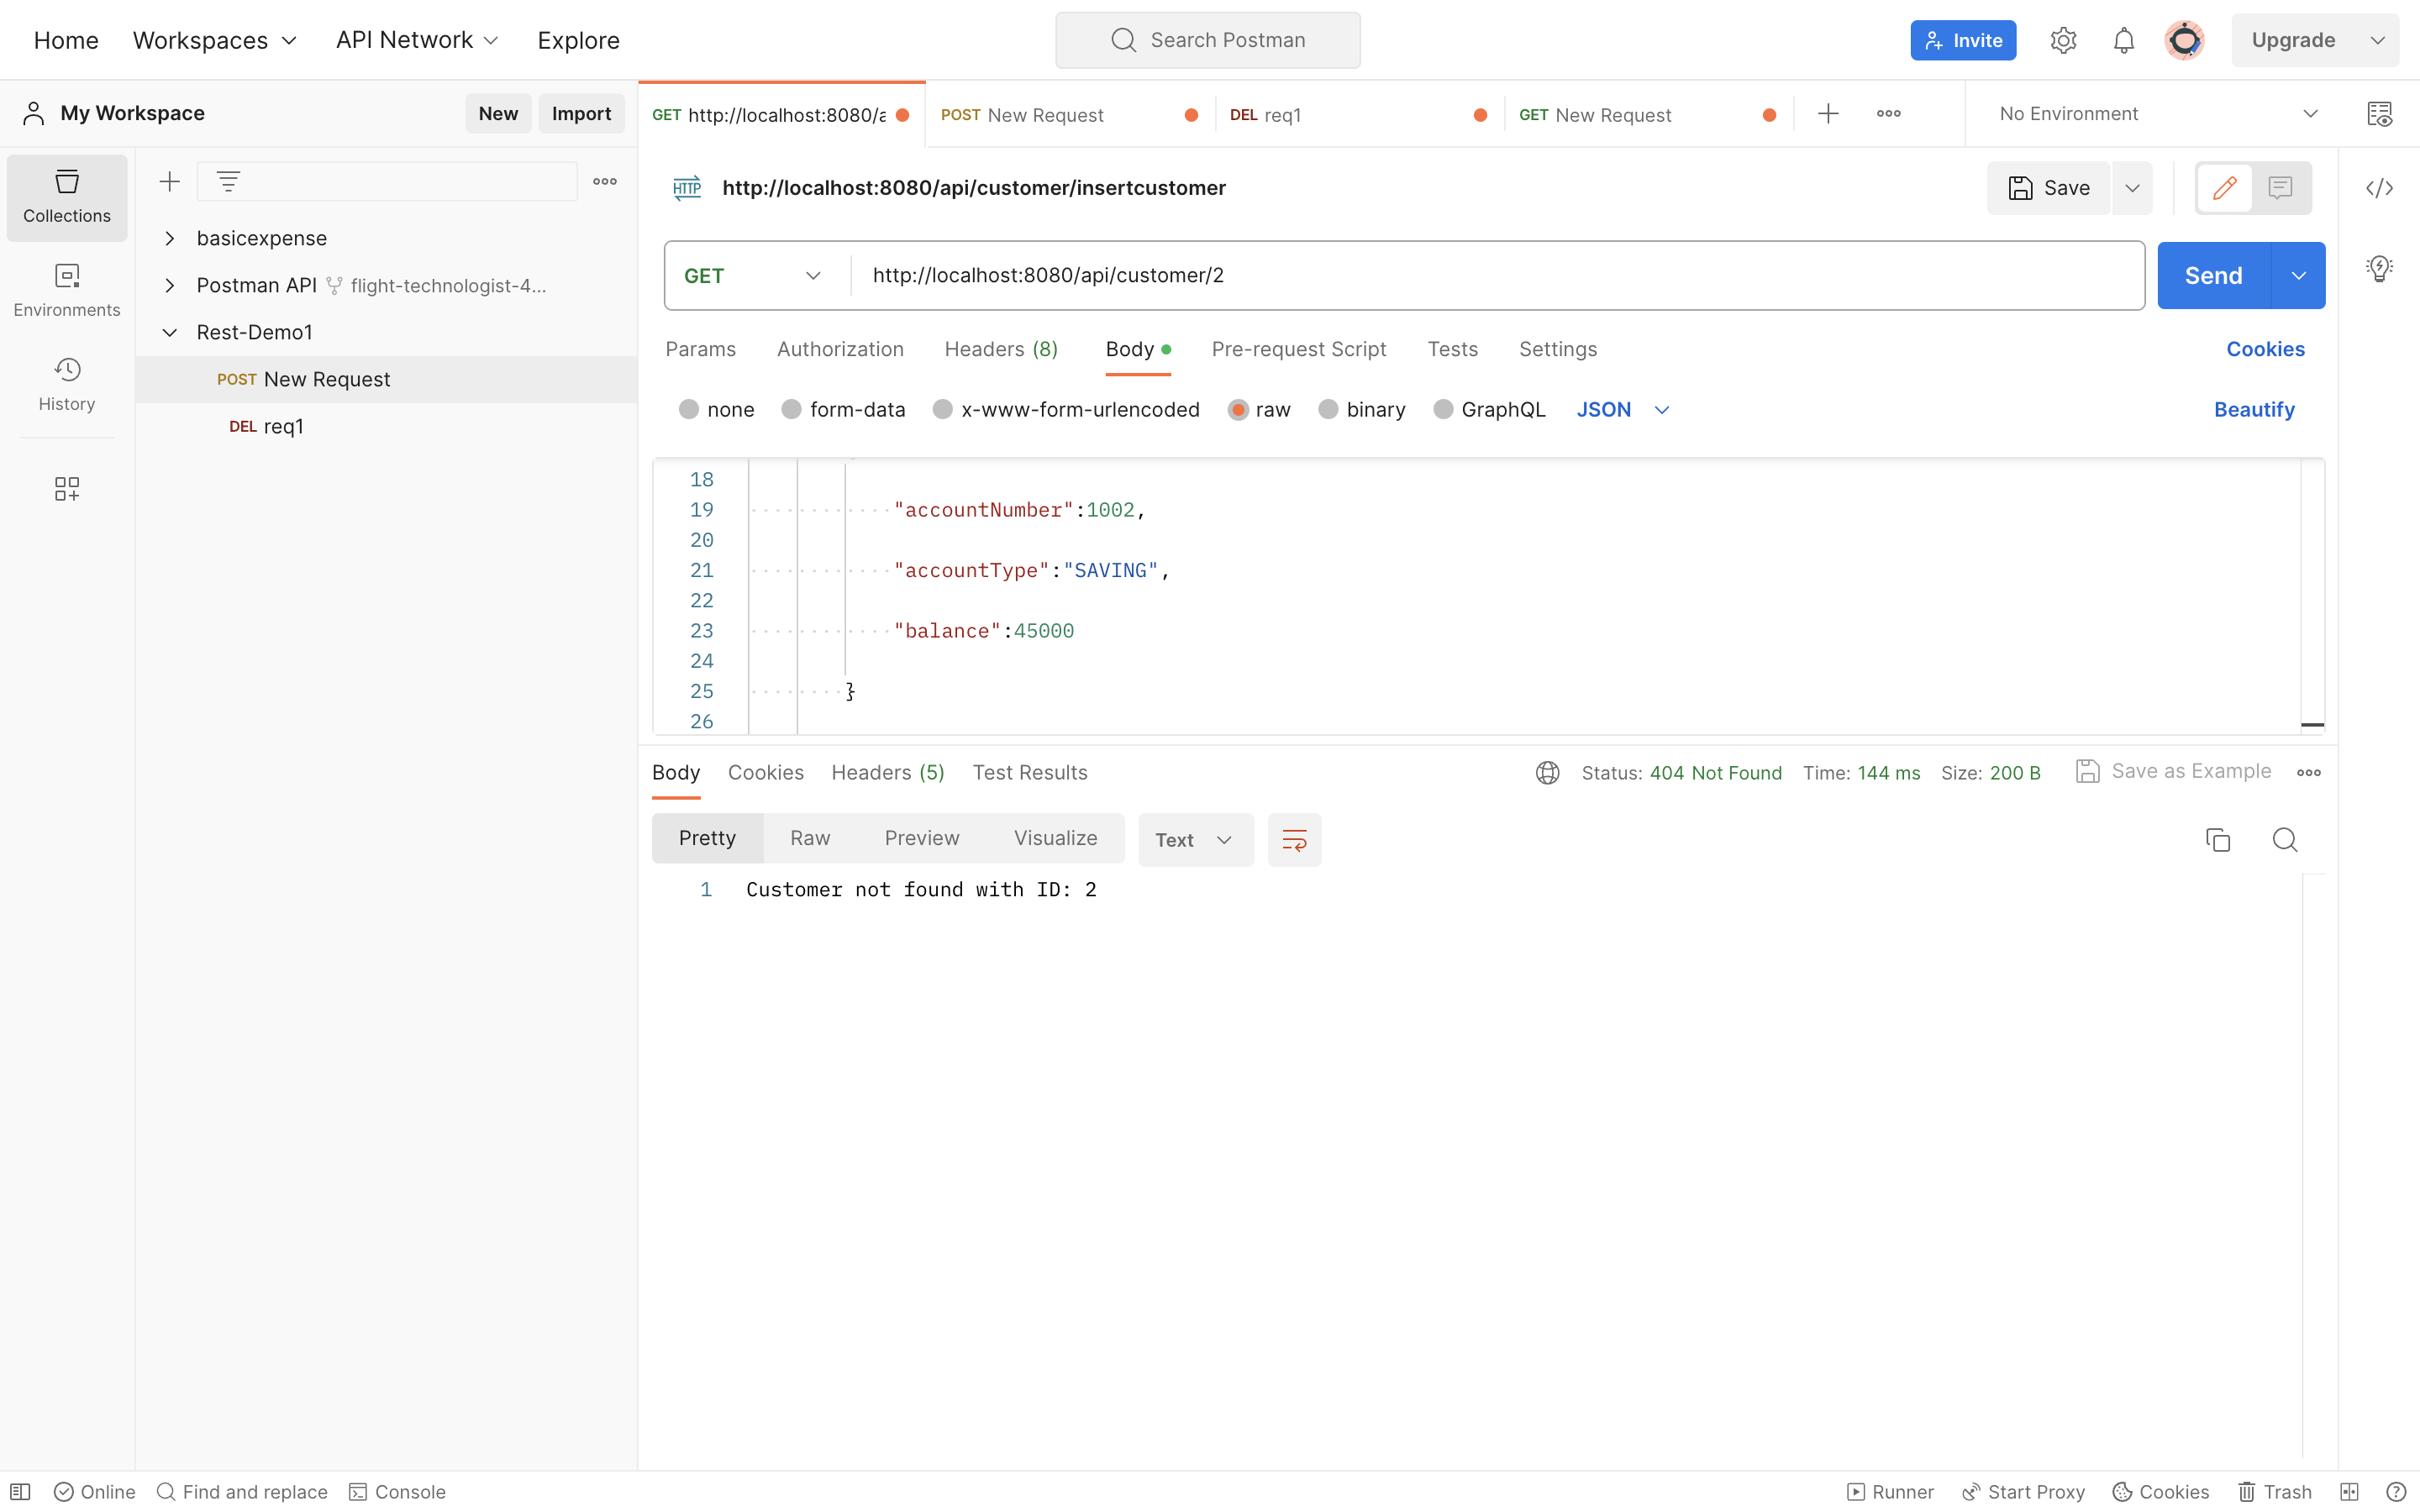 Home Workspaces API Network Explore Search Postman Invite Upgrade
My Workspace New Import
GET http://localhost:8080/a POST New Request DEL req1 GET New Request No Environment
Collections
Environments
History
basicexpense
Postman API flight-technologist-4...
Rest-Demo1
POST New Request
DEL req1
HTTP http://localhost:8080/api/customer/insertcustomer Save
GET http://localhost:8080/api/customer/2 Send
Params Authorization Headers (8) Body Pre-request Script Tests Settings Cookies
none form-data x-www-form-urlencoded raw binary GraphQL JSON Beautify
18
19 "accountNumber":1002,
20
21 "accountType":"SAVING",
22
23 "balance":45000
24
25 }
26
Body Cookies Headers (5) Test Results Status: 404 Not Found Time: 144 ms Size: 200 B Save as Example
Pretty Raw Preview Visualize Text
1 Customer not found with ID: 2
Online Find and replace Console Runner Start Proxy Cookies Trash